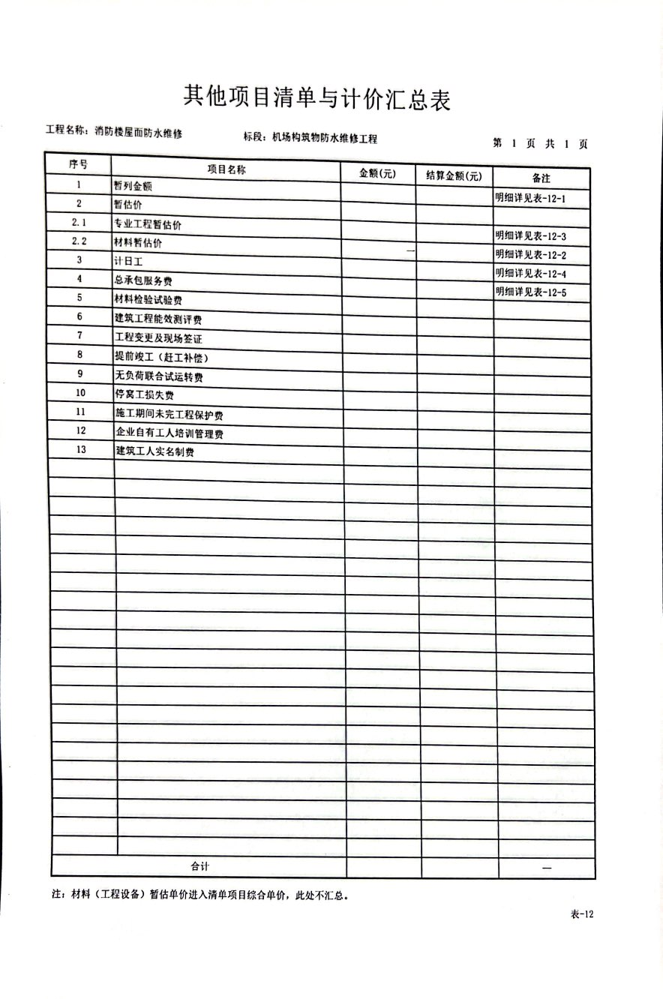 其他项目清单与计价汇总表
工程名称：消防楼屋面防水维修 标段：机场构筑物防水维修工程 第 1 页 共 1 页
序号 项目名称 金额(元) 结算金额(元) 备注
1 暂列金额 明细详见表-12-1
2 暂估价
2.1 专业工程暂估价 明细详见表-12-3
2.2 材料暂估价 — 明细详见表-12-2
3 计日工 明细详见表-12-4
4 总承包服务费 明细详见表-12-5
5 材料检验试验费
6 建筑工程能效测评费
7 工程变更及现场签证
8 提前竣工（赶工补偿）
9 无负荷联合试运转费
10 停窝工损失费
11 施工期间未完工程保护费
12 企业自有工人培训管理费
13 建筑工人实名制费
合计 —
注：材料（工程设备）暂估单价进入清单项目综合单价，此处不汇总。
表-12